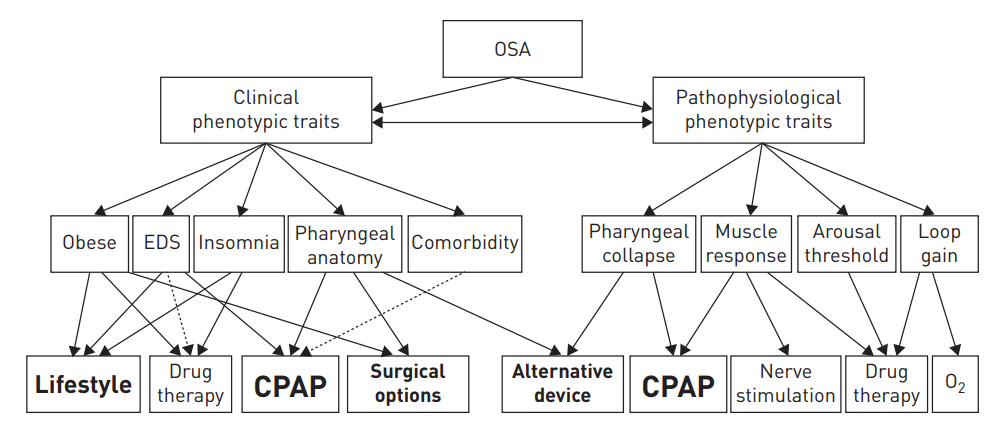 OSA
Clinical
phenotypic traits
Pathophysiological
phenotypic traits
Obese
EDS
Insomnia
Pharyngeal
anatomy
Comorbidity
Pharyngeal
collapse
Muscle
response
Arousal
threshold
Loop
gain
Lifestyle
Drug
therapy
CPAP
Surgical
options
Alternative
device
CPAP
Nerve
stimulation
Drug
therapy
O₂